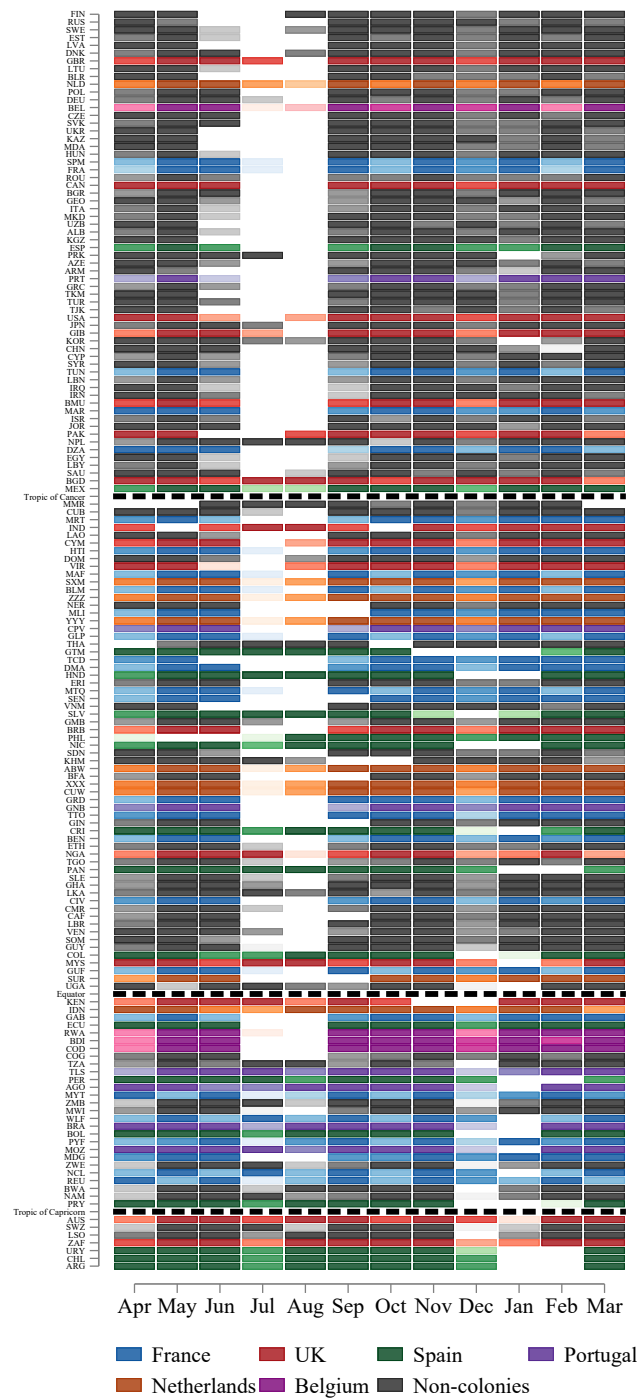 FIN
RUS
SWE
EST
LVA
DNK
GBR
LTU
BLR
NLD
POL
DEU
BEL
CZE
SVK
UKR
KAZ
MDA
HUN
SPM
FRA
ROU
CAN
BGR
GEO
ITA
MKD
UZB
ALB
KGZ
ESP
PRK
AZE
ARM
PRT
GRC
TKM
TUR
TJK
USA
JPN
GIB
KOR
CHN
CYP
SYR
TUN
LBN
IRQ
IRN
BMU
MAR
ISR
JOR
PAK
NPL
DZA
EGY
LBY
SAU
BGD
MEX
Tropic of Cancer
MMR
CUB
MRT
IND
LAO
CYM
HTI
DOM
VIR
MAF
SXM
BLM
ZZZ
NER
MLI
YYY
CPV
GLP
THA
GTM
TCD
DMA
HND
ERI
MTQ
SEN
VNM
SLV
GMB
BRB
PHL
NIC
SDN
KHM
ABW
BFA
XXX
CUW
GRD
GNB
TTO
GIN
CRI
BEN
ETH
NGA
TGO
PAN
SLE
GHA
LKA
CIV
CMR
CAF
LBR
VEN
SOM
GUY
COL
MYS
GUF
SUR
UGA
Equator
KEN
IDN
GAB
ECU
RWA
BDI
COD
COG
TZA
TLS
PER
AGO
MYT
ZMB
MWI
WLF
BRA
BOL
PYF
MOZ
MDG
ZWE
NCL
REU
BWA
NAM
PRY
Tropic of Capricorn
AUS
SWZ
LSO
ZAF
URY
CHL
ARG
Apr May Jun Jul Aug Sep Oct Nov Dec Jan Feb Mar
France UK Spain Portugal
Netherlands Belgium Non-colonies